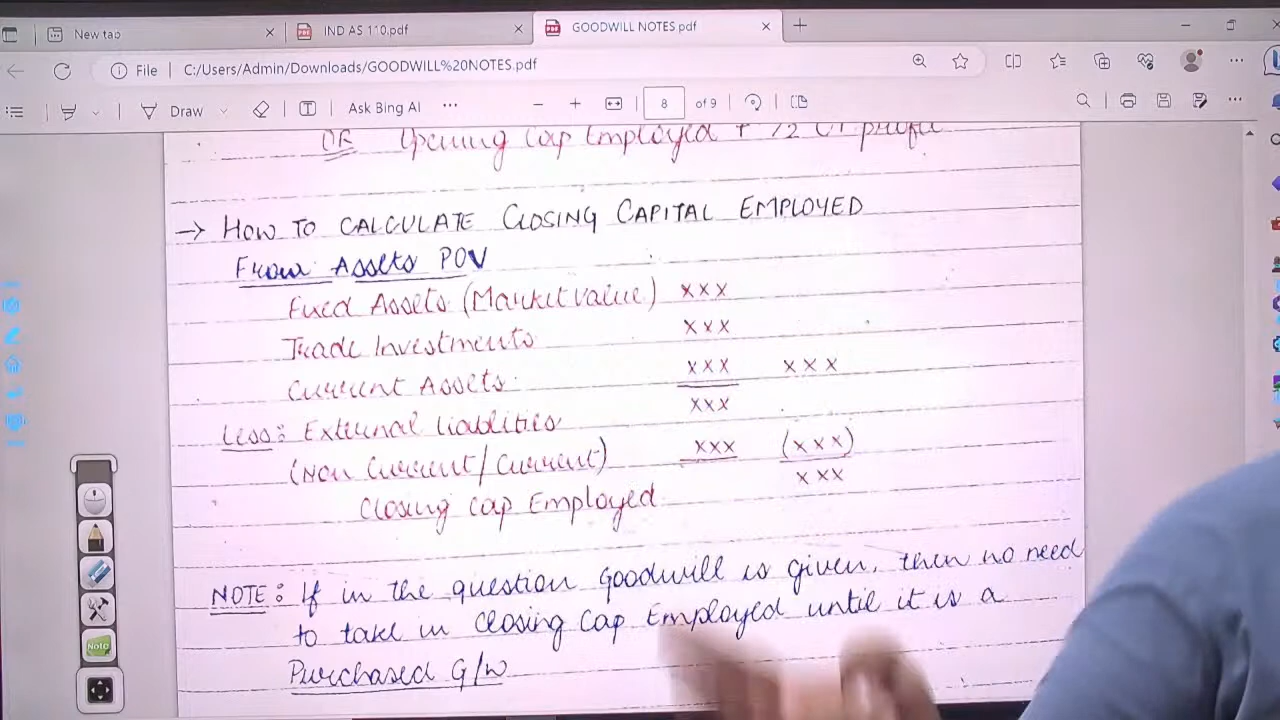 New tab
IND AS 110.pdf
GOODWILL NOTES.pdf
File C:/Users/Admin/Downloads/GOODWILL%20NOTES.pdf
Draw Ask Bing AI 8 of 9
OR Opening Cap Employed + 1/2 CY profit
→ HOW TO CALCULATE CLOSING CAPITAL EMPLOYED
From Assets POV
Fixed Assets (Market value) xxx
Trade Investments xxx
Current Assets xxx xxx
xxx
Less: External liablities
(Non Current/Current) xxx (xxx)
xxx
Closing Cap Employed
NOTE: If in the question goodwill is given, then no need
to take in closing cap Employed until it is a
Purchased G/W
Note